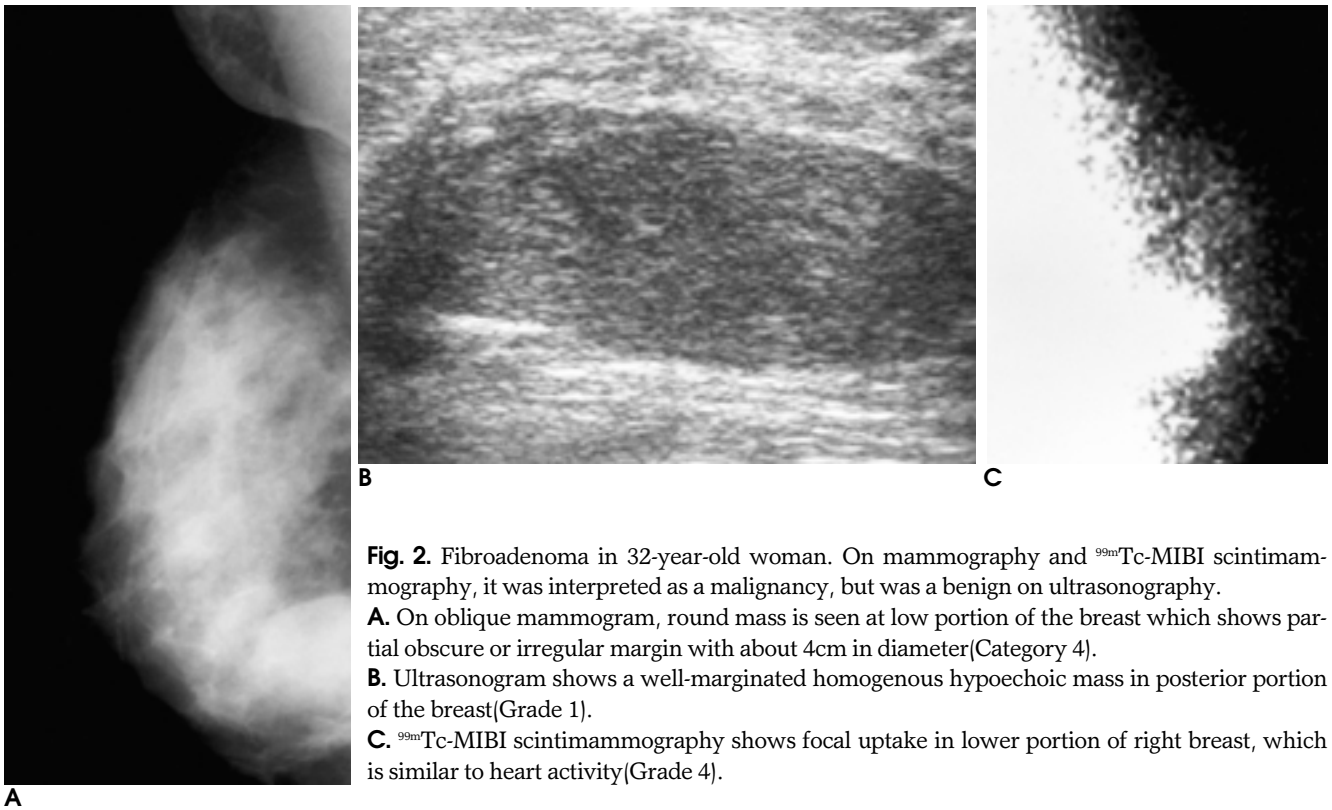 B
C
Fig. 2. Fibroadenoma in 32-year-old woman. On mammography and ⁹⁹ᵐTc-MIBI scintimam-
mography, it was interpreted as a malignancy, but was a benign on ultrasonography.
A. On oblique mammogram, round mass is seen at low portion of the breast which shows par-
tial obscure or irregular margin with about 4cm in diameter(Category 4).
B. Ultrasonogram shows a well-marginated homogenous hypoechoic mass in posterior portion
of the breast(Grade 1).
C. ⁹⁹ᵐTc-MIBI scintimammography shows focal uptake in lower portion of right breast, which
is similar to heart activity(Grade 4).
A